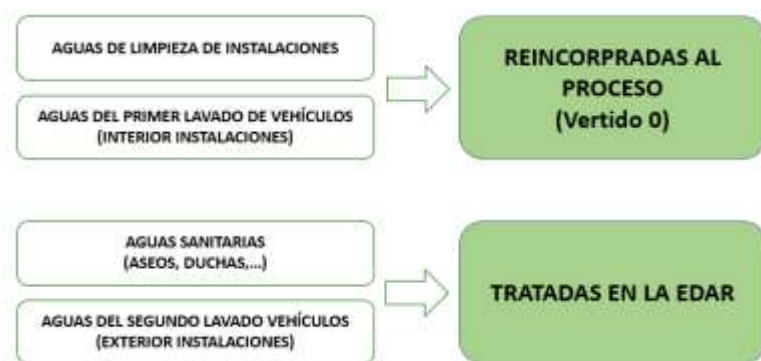 AGUAS DE LIMPIEZA DE INSTALACIONES
AGUAS DEL PRIMER LAVADO DE VEHÍCULOS
(INTERIOR INSTALACIONES)
REINCORPRADAS AL
PROCESO
(Vertido 0)
AGUAS SANITARIAS
(ASEOS, DUCHAS,...)
AGUAS DEL SEGUNDO LAVADO VEHÍCULOS
(EXTERIOR INSTALACIONES)
TRATADAS EN LA EDAR